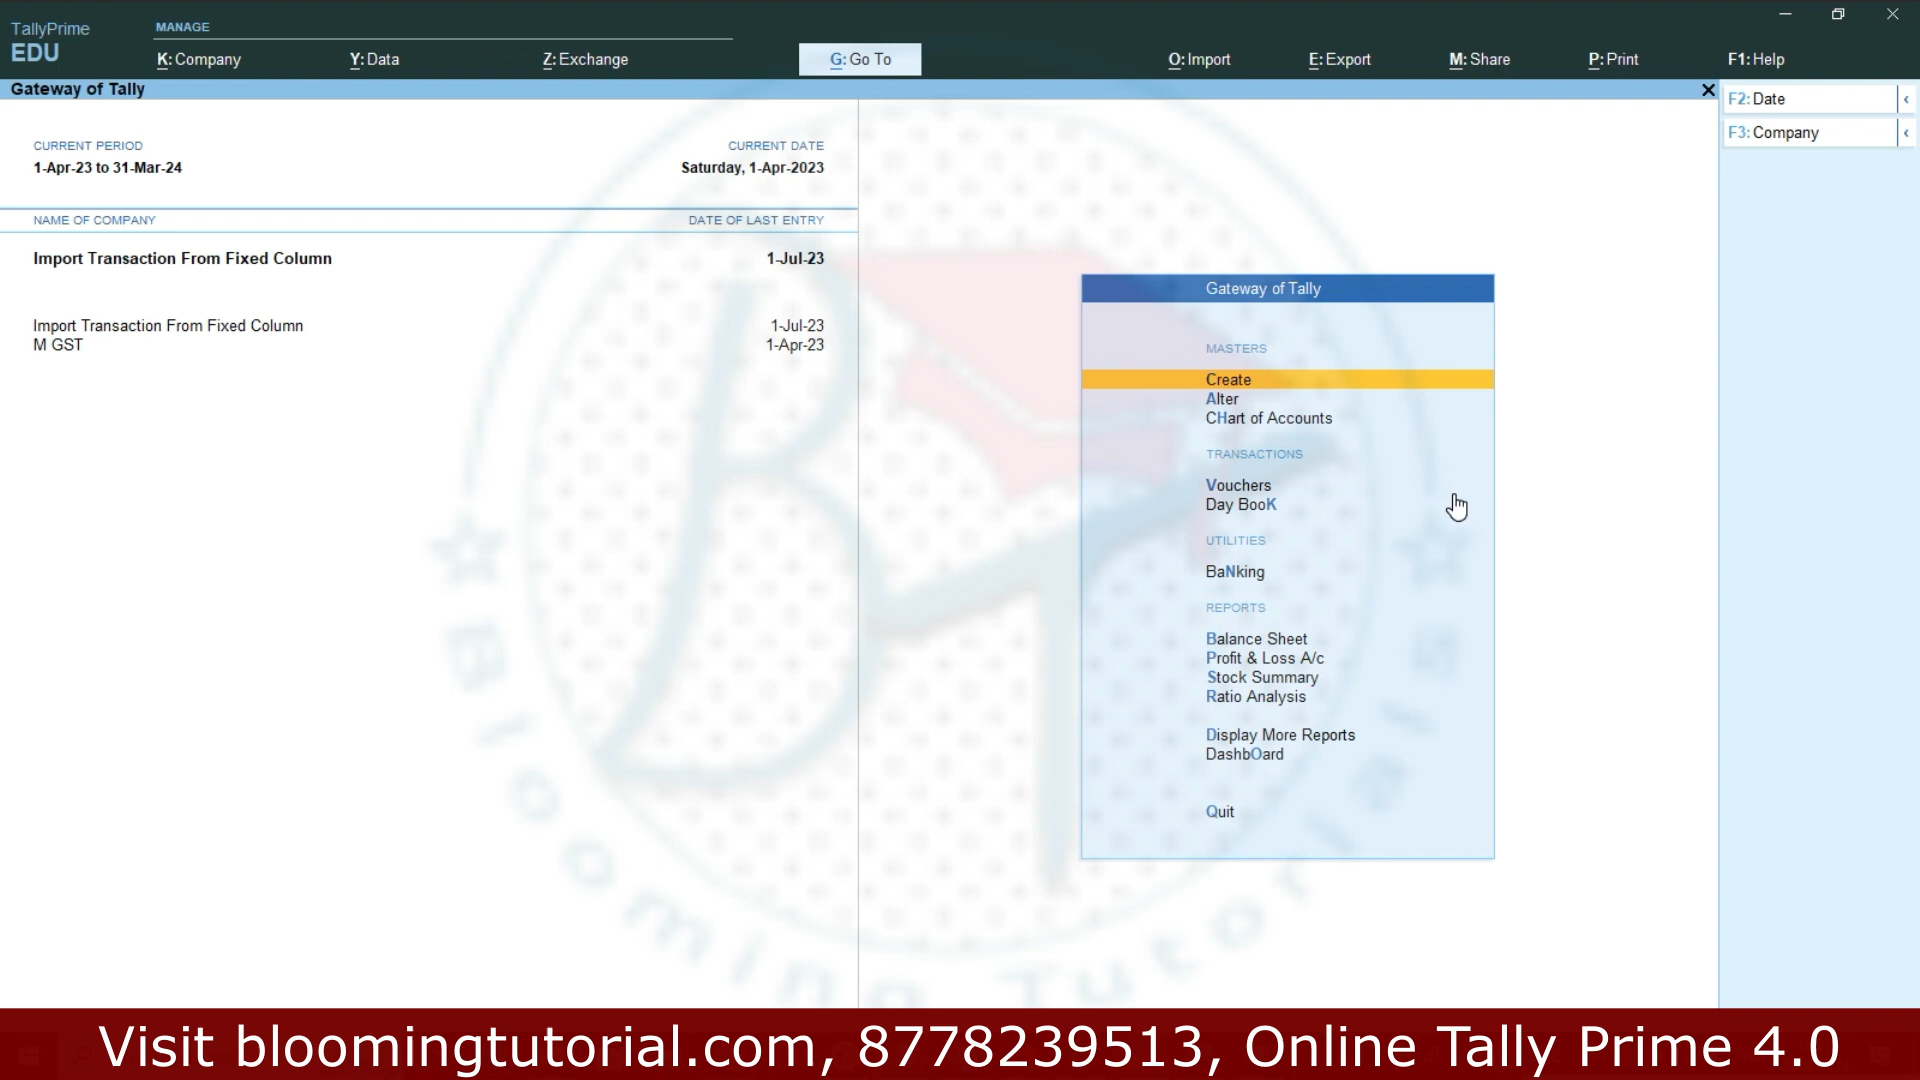 TallyPrime
EDU
MANAGE
K: Company
Y: Data
Z: Exchange
G: Go To
O: Import
E: Export
M: Share
P: Print
F1: Help
Gateway of Tally
F2: Date
F3: Company
CURRENT PERIOD
CURRENT DATE
1-Apr-23 to 31-Mar-24
Saturday, 1-Apr-2023
NAME OF COMPANY
DATE OF LAST ENTRY
Import Transaction From Fixed Column
1-Jul-23
Import Transaction From Fixed Column
1-Jul-23
M GST
1-Apr-23
Gateway of Tally
MASTERS
Create
Alter
CHart of Accounts
TRANSACTIONS
Vouchers
Day BooK
UTILITIES
BaNking
REPORTS
Balance Sheet
Profit & Loss A/c
Stock Summary
Ratio Analysis
Display More Reports
DashbOard
Quit
Blooming Tutorials
Visit bloomingtutorial.com, 8778239513, Online Tally Prime 4.0